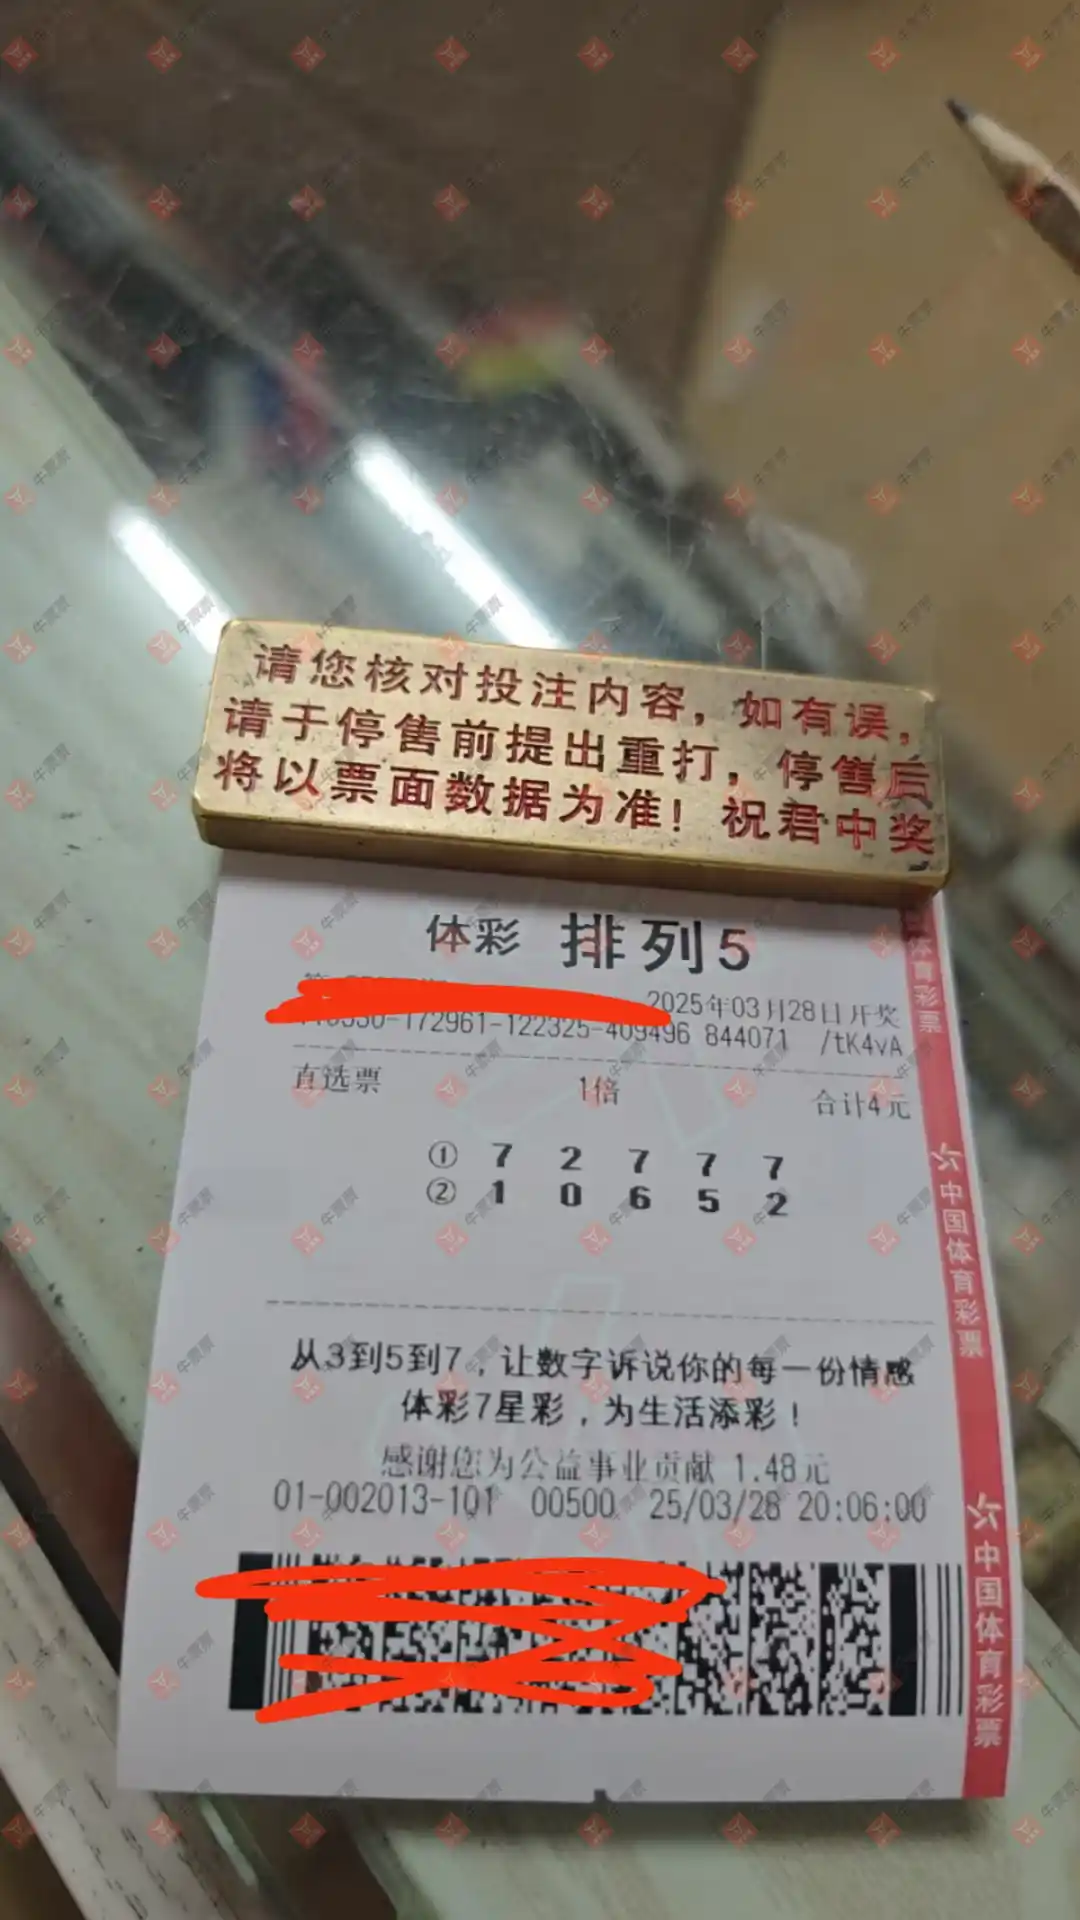 请您核对投注内容，如有误，
请于停售前提出重打，停售后
将以票面数据为准！祝君中奖
体彩 排列5
2025年03月28日开奖
-172961-122325-409496 844071 /tK4vA
直选票 1倍 合计4元
① 7 2 7 7 7
② 1 0 6 5 2
从3到5到7，让数字诉说你的每一份情感
体彩7星彩，为生活添彩！
感谢您为公益事业贡献 1.48元
01-002013-101 00500 25/03/28 20:06:00
体育彩票
中国体育彩票
中国体育彩票
牛票票